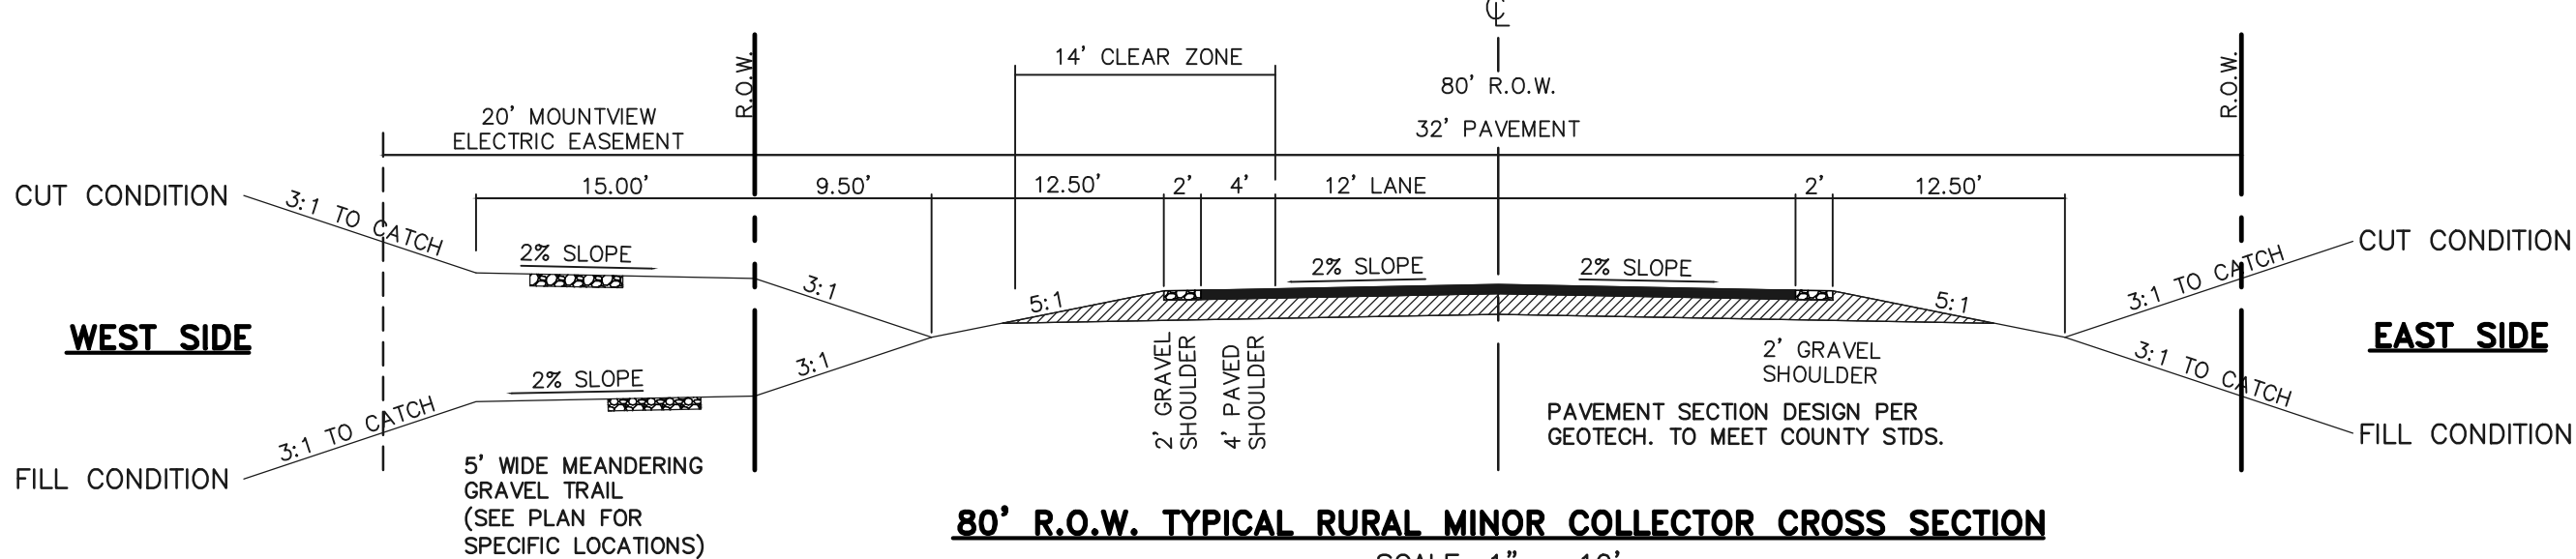 ℄
14' CLEAR ZONE
R.O.W.
80' R.O.W.
R.O.W.
20' MOUNTVIEW
ELECTRIC EASEMENT
32' PAVEMENT
CUT CONDITION
3:1 TO CATCH
15.00'
9.50'
12.50'
2'
4'
12' LANE
2'
12.50'
2% SLOPE
3:1
5:1
2% SLOPE
2% SLOPE
5:1
3:1 TO CATCH
CUT CONDITION
WEST SIDE
EAST SIDE
2% SLOPE
3:1
2' GRAVEL
SHOULDER
4' PAVED
SHOULDER
2' GRAVEL
SHOULDER
3:1 TO CATCH
3:1 TO CATCH
PAVEMENT SECTION DESIGN PER
GEOTECH. TO MEET COUNTY STDS.
FILL CONDITION
FILL CONDITION
5' WIDE MEANDERING
GRAVEL TRAIL
(SEE PLAN FOR
SPECIFIC LOCATIONS)
80' R.O.W. TYPICAL RURAL MINOR COLLECTOR CROSS SECTION